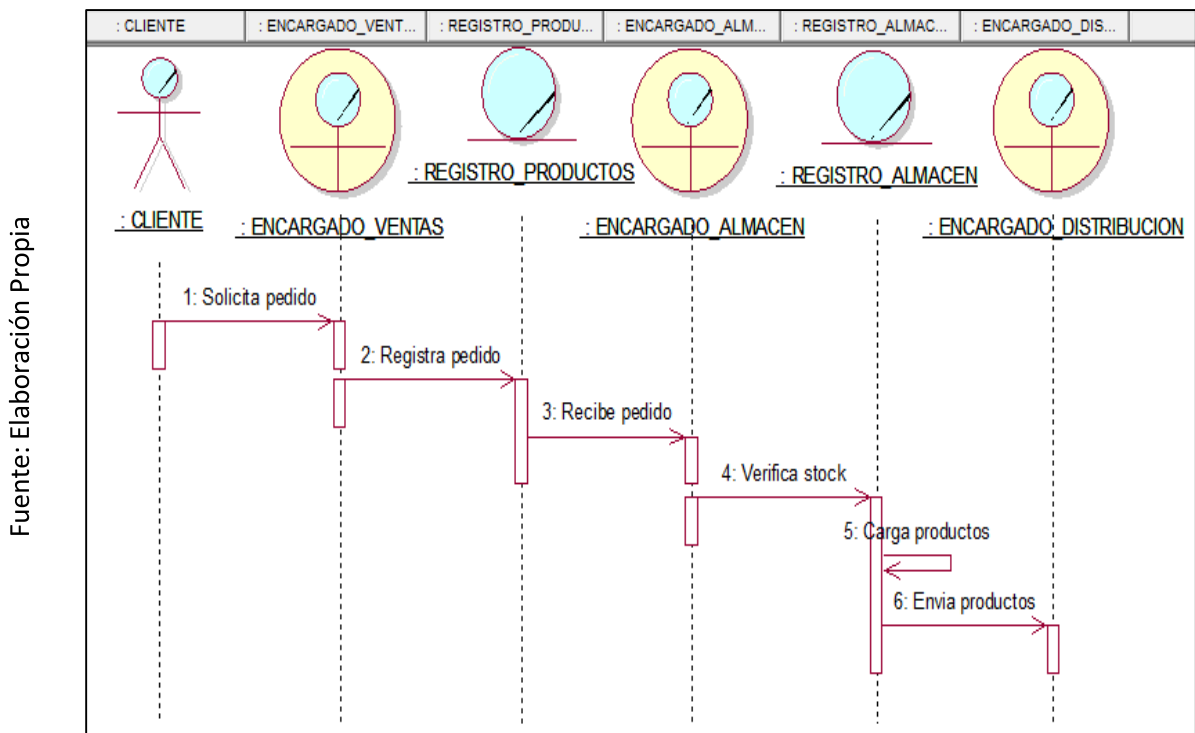 : CLIENTE
: ENCARGADO_VENT...
: REGISTRO_PRODU...
: ENCARGADO_ALM...
: REGISTRO_ALMAC...
: ENCARGADO_DIS...
: REGISTRO_PRODUCTOS
: REGISTRO_ALMACEN
: CLIENTE
: ENCARGADO_VENTAS
: ENCARGADO_ALMACEN
: ENCARGADO_DISTRIBUCION
1: Solicita pedido
2: Registra pedido
3: Recibe pedido
4: Verifica stock
5: Carga productos
6: Envia productos
Fuente: Elaboración Propia